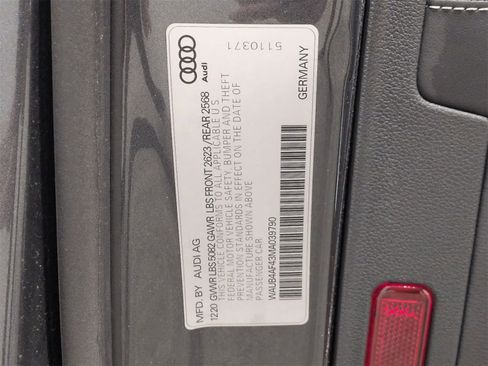 5110371
Audi
GERMANY
MFD. BY AUDI AG
12.20 GVWR LBS 5062 GAWR LBS FRONT 2623 / REAR 2568
THIS VEHICLE CONFORMS TO ALL APPLICABLE U S
FEDERAL MOTOR VEHICLE SAFETY, BUMPER AND THEFT
PREVENTION STANDARDS IN EFFECT ON THE DATE OF
MANUFACTURE SHOWN ABOVE.
PASSENGER CAR
WAUB4AF43MA039790